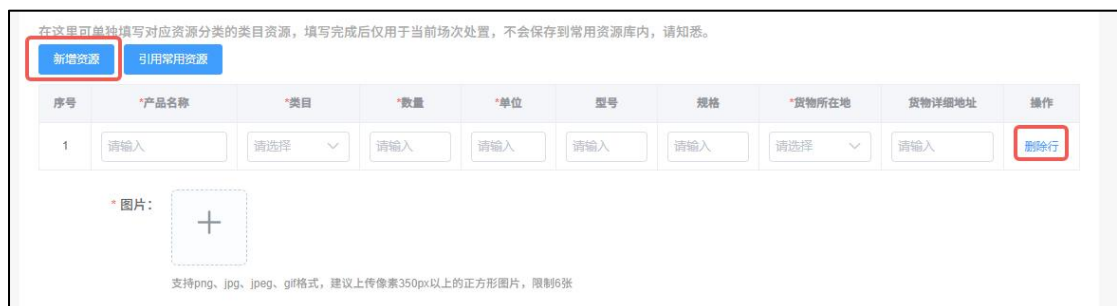 在这里可单独填写对应资源分类的类目资源，填写完成后仅用于当前场次处置，不会保存到常用资源库内，请知悉。
新增资源 引用常用资源
序号 *产品名称 *类目 *数量 *单位 型号 规格 *货物所在地 货物详细地址 操作
1 请输入 请选择 请输入 请输入 请输入 请输入 请选择 请输入 删除行
* 图片：
支持png、jpg、jpeg、gif格式，建议上传像素350px以上的正方形图片，限制6张